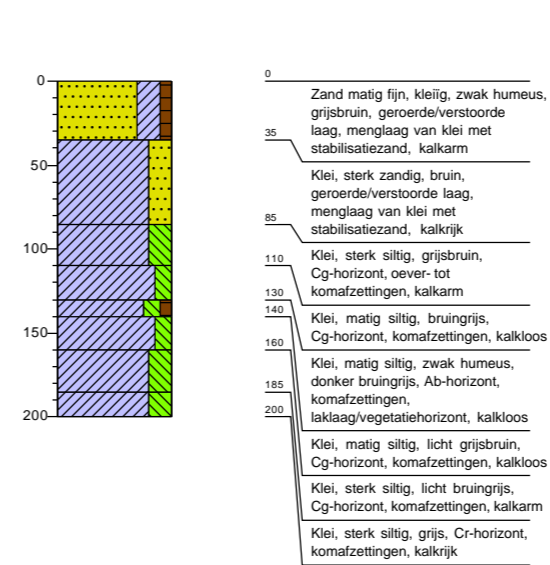 0
50
100
150
200
0
Zand matig fijn, kleiïg, zwak humeus,
grijsbruin, geroerde/verstoorde
laag, menglaag van klei met
stabilisatiezand, kalkarm
35
Klei, sterk zandig, bruin,
geroerde/verstoorde laag,
menglaag van klei met
stabilisatiezand, kalkrijk
85
Klei, sterk siltig, grijsbruin,
Cg-horizont, oever- tot
komafzettingen, kalkarm
110
Klei, matig siltig, bruingrijs,
Cg-horizont, komafzettingen, kalkloos
130
Klei, matig siltig, zwak humeus,
donker bruingrijs, Ab-horizont,
komafzettingen,
laklaag/vegetatiehorizont, kalkloos
140
Klei, matig siltig, licht grijsbruin,
Cg-horizont, komafzettingen, kalkloos
160
Klei, sterk siltig, licht bruingrijs,
Cg-horizont, komafzettingen, kalkarm
185
Klei, sterk siltig, grijs, Cr-horizont,
komafzettingen, kalkrijk
200